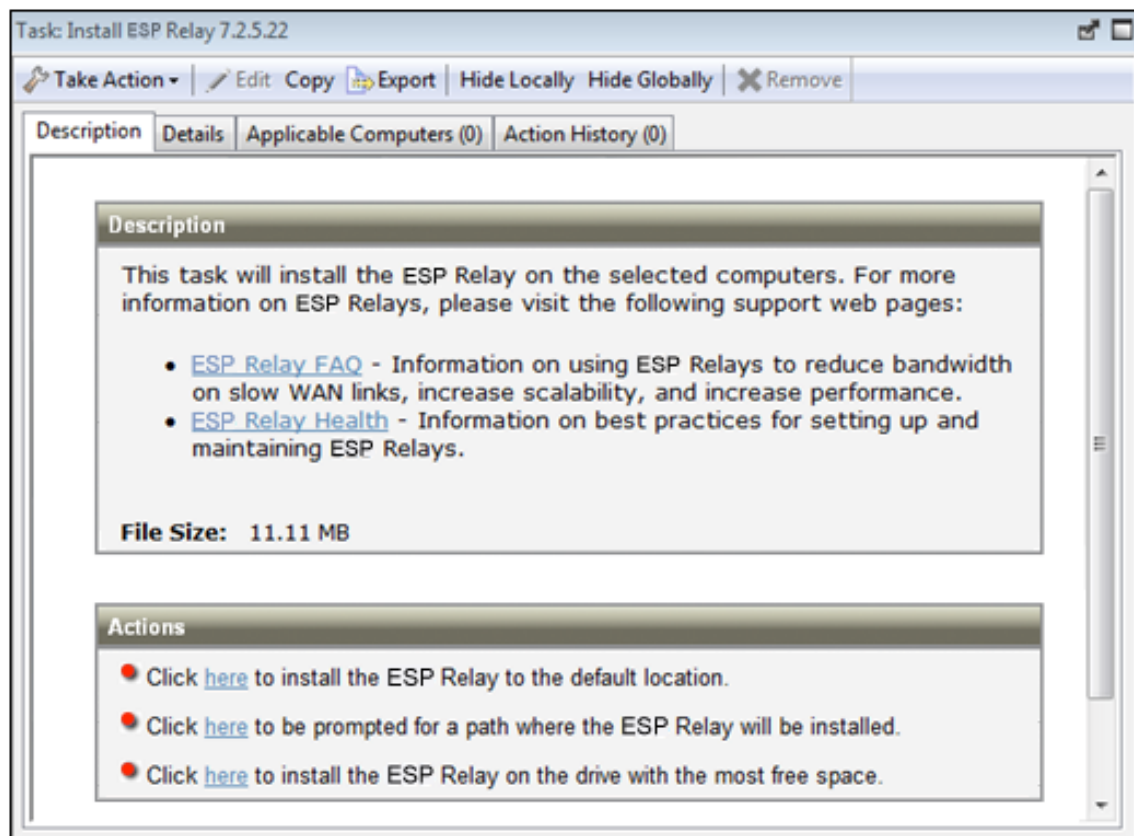 Task: Install ESP Relay 7.2.5.22
Take Action Edit Copy Export Hide Locally Hide Globally Remove
Description Details Applicable Computers (0) Action History (0)
Description
This task will install the ESP Relay on the selected computers. For more
information on ESP Relays, please visit the following support web pages:
• ESP Relay FAQ - Information on using ESP Relays to reduce bandwidth
on slow WAN links, increase scalability, and increase performance.
• ESP Relay Health - Information on best practices for setting up and
maintaining ESP Relays.
File Size: 11.11 MB
Actions
Click here to install the ESP Relay to the default location.
Click here to be prompted for a path where the ESP Relay will be installed.
Click here to install the ESP Relay on the drive with the most free space.